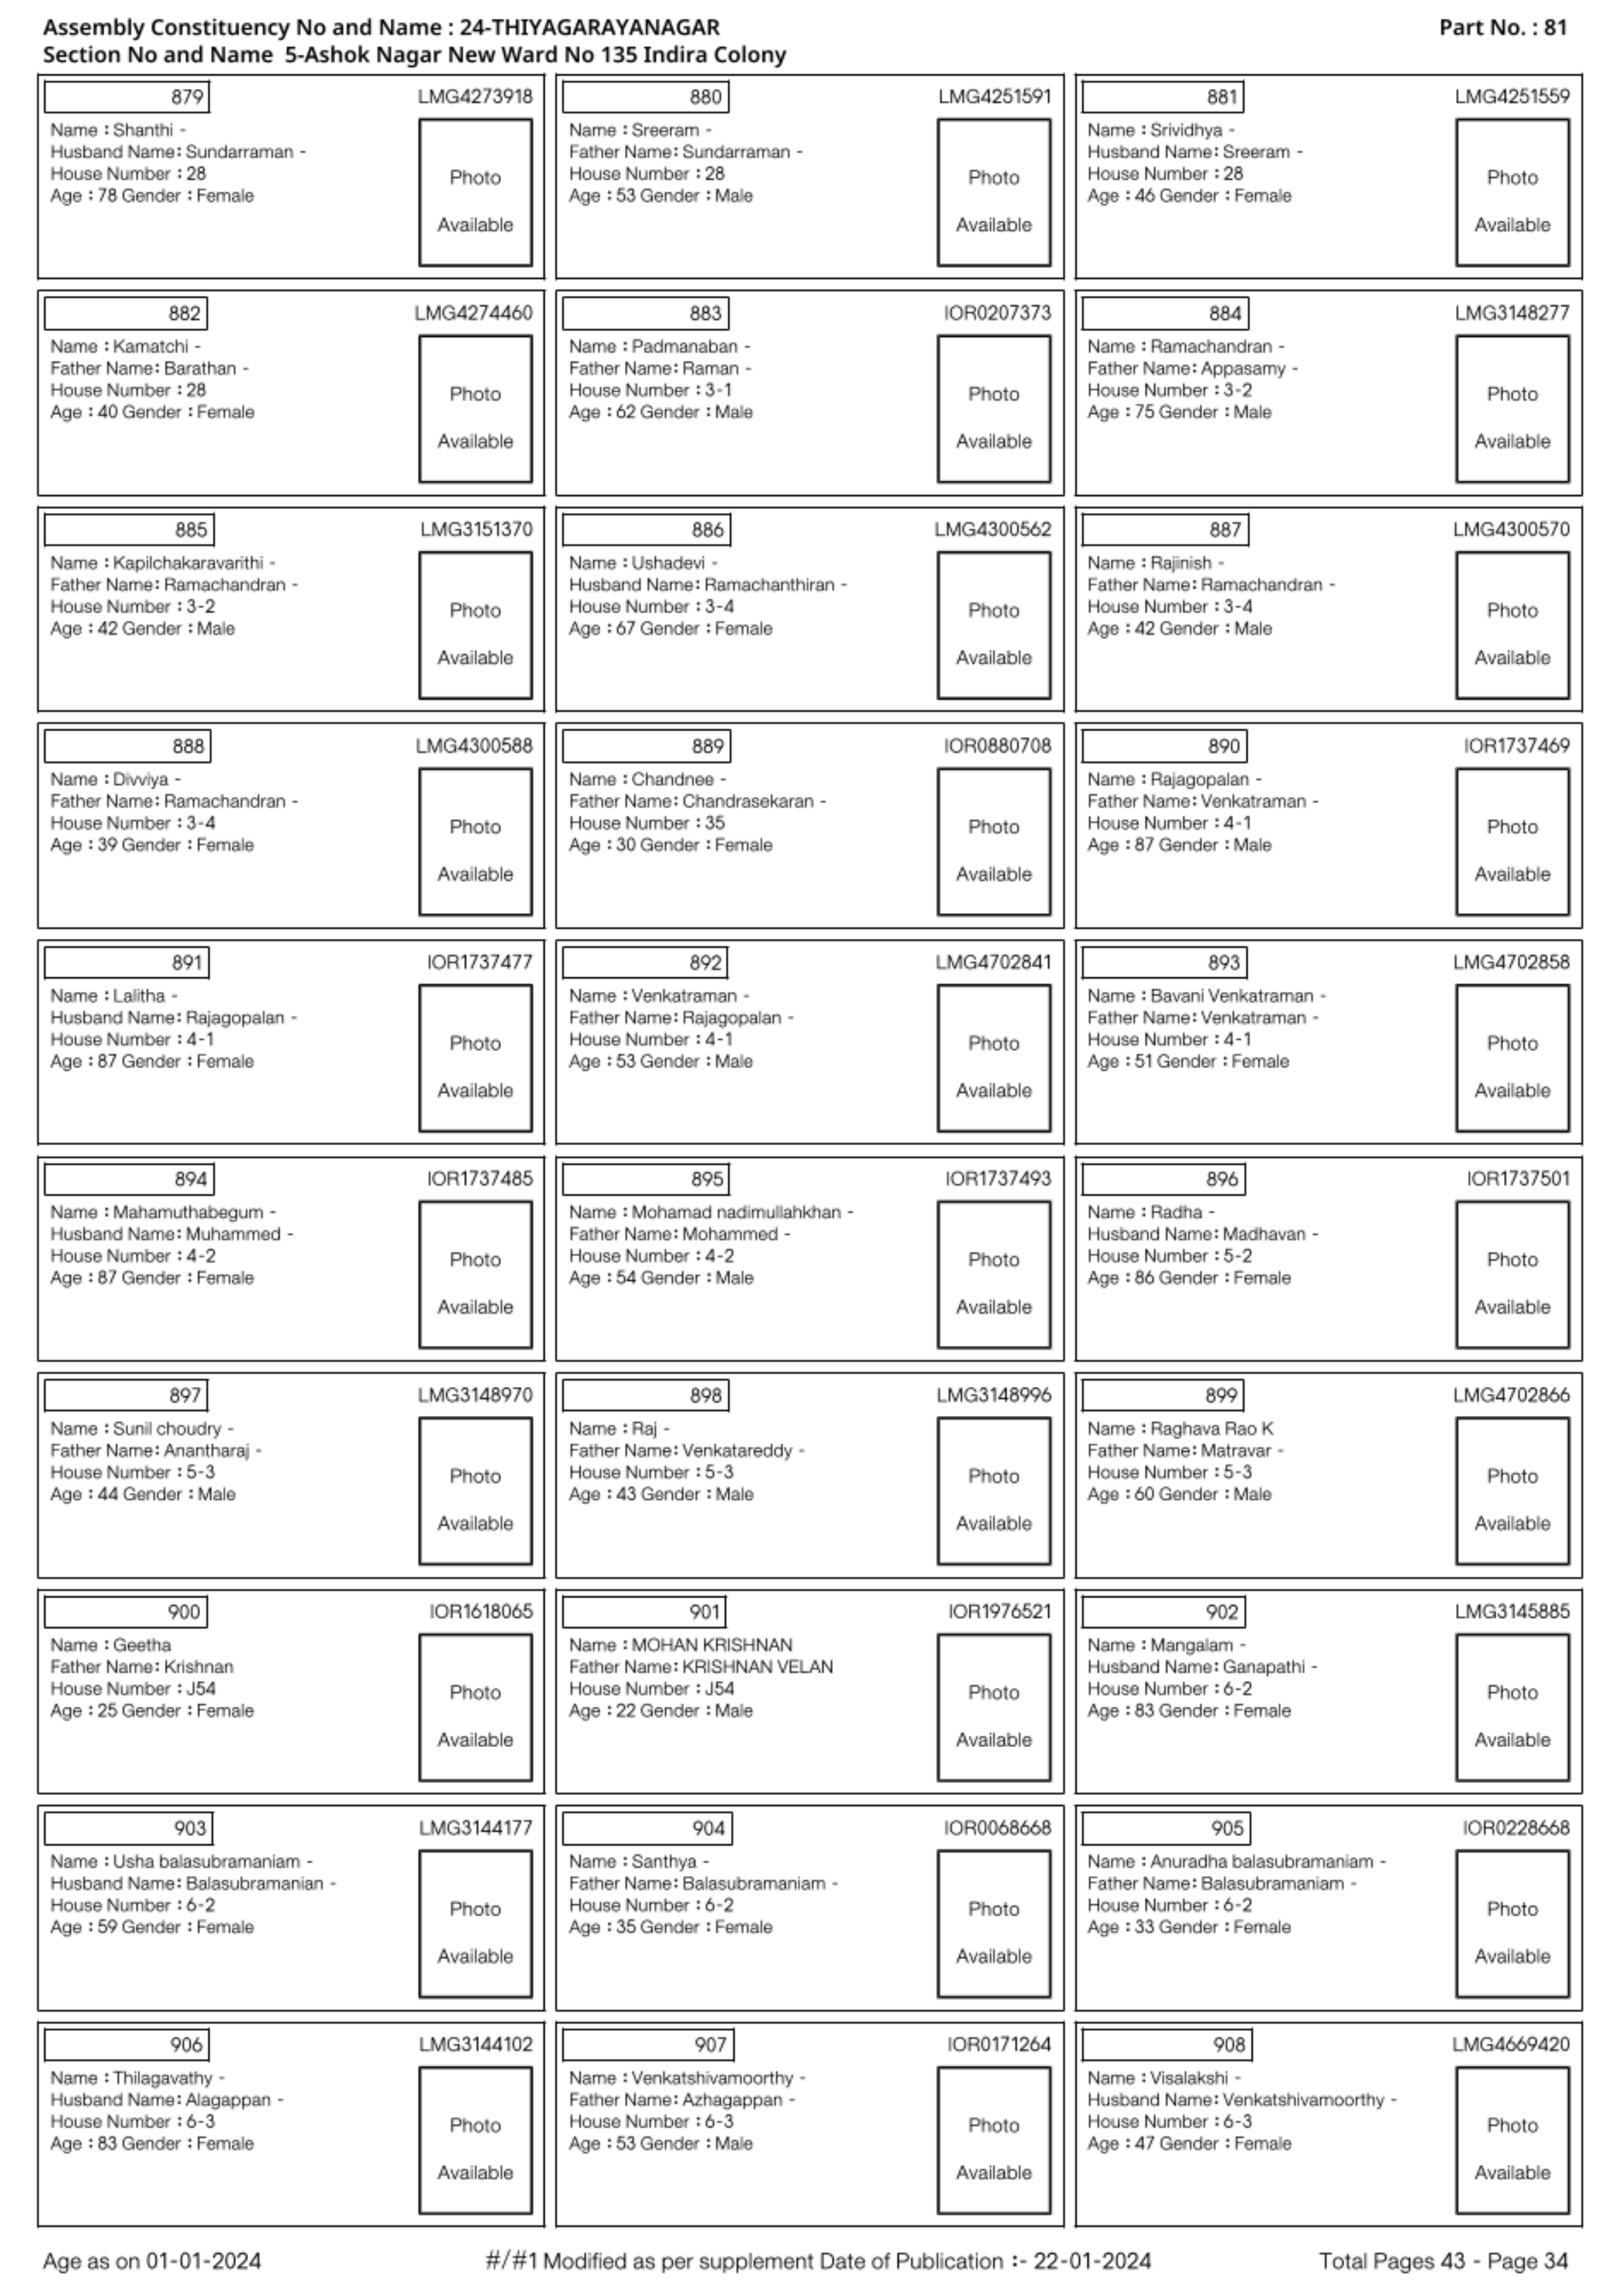 Assembly Constituency No and Name : 24-THIYAGARAYANAGAR
Part No. : 81
Section No and Name 5-Ashok Nagar New Ward No 135 Indira Colony
879 LMG4273918
Name : Shanthi -
Husband Name: Sundarraman -
House Number : 28
Age : 78 Gender : Female
Photo
Available
880 LMG4251591
Name : Sreeram -
Father Name: Sundarraman -
House Number : 28
Age : 53 Gender : Male
Photo
Available
881 LMG4251559
Name : Srividhya -
Husband Name: Sreeram -
House Number : 28
Age : 46 Gender : Female
Photo
Available
882 LMG4274460
Name : Kamatchi -
Father Name: Barathan -
House Number : 28
Age : 40 Gender : Female
Photo
Available
883 IOR0207373
Name : Padmanaban -
Father Name: Raman -
House Number : 3-1
Age : 62 Gender : Male
Photo
Available
884 LMG3148277
Name : Ramachandran -
Father Name: Appasamy -
House Number : 3-2
Age : 75 Gender : Male
Photo
Available
885 LMG3151370
Name : Kapilchakaravarithi -
Father Name: Ramachandran -
House Number : 3-2
Age : 42 Gender : Male
Photo
Available
886 LMG4300562
Name : Ushadevi -
Husband Name: Ramachanthiran -
House Number : 3-4
Age : 67 Gender : Female
Photo
Available
887 LMG4300570
Name : Rajinish -
Father Name: Ramachandran -
House Number : 3-4
Age : 42 Gender : Male
Photo
Available
888 LMG4300588
Name : Divviya -
Father Name: Ramachandran -
House Number : 3-4
Age : 39 Gender : Female
Photo
Available
889 IOR0880708
Name : Chandnee -
Father Name: Chandrasekaran -
House Number : 35
Age : 30 Gender : Female
Photo
Available
890 IOR1737469
Name : Rajagopalan -
Father Name: Venkatraman -
House Number : 4-1
Age : 87 Gender : Male
Photo
Available
891 IOR1737477
Name : Lalitha -
Husband Name: Rajagopalan -
House Number : 4-1
Age : 87 Gender : Female
Photo
Available
892 LMG4702841
Name : Venkatraman -
Father Name: Rajagopalan -
House Number : 4-1
Age : 53 Gender : Male
Photo
Available
893 LMG4702858
Name : Bavani Venkatraman -
Father Name: Venkatraman -
House Number : 4-1
Age : 51 Gender : Female
Photo
Available
894 IOR1737485
Name : Mahamuthabegum -
Husband Name: Muhammed -
House Number : 4-2
Age : 87 Gender : Female
Photo
Available
895 IOR1737493
Name : Mohamad nadimullahkhan -
Father Name: Mohammed -
House Number : 4-2
Age : 54 Gender : Male
Photo
Available
896 IOR1737501
Name : Radha -
Husband Name: Madhavan -
House Number : 5-2
Age : 86 Gender : Female
Photo
Available
897 LMG3148970
Name : Sunil choudry -
Father Name: Anantharaj -
House Number : 5-3
Age : 44 Gender : Male
Photo
Available
898 LMG3148996
Name : Raj -
Father Name: Venkatareddy -
House Number : 5-3
Age : 43 Gender : Male
Photo
Available
899 LMG4702866
Name : Raghava Rao K
Father Name: Matravar -
House Number : 5-3
Age : 60 Gender : Male
Photo
Available
900 IOR1618065
Name : Geetha
Father Name: Krishnan
House Number : J54
Age : 25 Gender : Female
Photo
Available
901 IOR1976521
Name : MOHAN KRISHNAN
Father Name: KRISHNAN VELAN
House Number : J54
Age : 22 Gender : Male
Photo
Available
902 LMG3145885
Name : Mangalam -
Husband Name: Ganapathi -
House Number : 6-2
Age : 83 Gender : Female
Photo
Available
903 LMG3144177
Name : Usha balasubramaniam -
Husband Name: Balasubramanian -
House Number : 6-2
Age : 59 Gender : Female
Photo
Available
904 IOR0068668
Name : Santhya -
Father Name: Balasubramaniam -
House Number : 6-2
Age : 35 Gender : Female
Photo
Available
905 IOR0228668
Name : Anuradha balasubramaniam -
Father Name: Balasubramaniam -
House Number : 6-2
Age : 33 Gender : Female
Photo
Available
906 LMG3144102
Name : Thilagavathy -
Husband Name: Alagappan -
House Number : 6-3
Age : 83 Gender : Female
Photo
Available
907 IOR0171264
Name : Venkatshivamoorthy -
Father Name: Azhagappan -
House Number : 6-3
Age : 53 Gender : Male
Photo
Available
908 LMG4669420
Name : Visalakshi -
Husband Name: Venkatshivamoorthy -
House Number : 6-3
Age : 47 Gender : Female
Photo
Available
Age as on 01-01-2024
#/#1 Modified as per supplement Date of Publication :- 22-01-2024
Total Pages 43 - Page 34